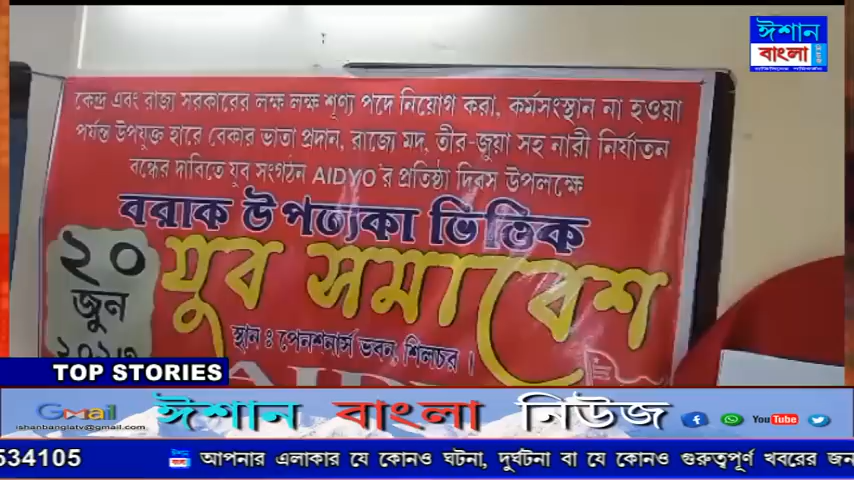 ঈশান
বাংলা
কেন্দ্র এবং রাজ্য সরকারের লক্ষ লক্ষ শূণ্য পদে নিয়োগ করা, কর্মসংস্থান না হওয়া
পর্যন্ত উপযুক্ত হারে বেকার ভাতা প্রদান, রাজ্যে মদ, তীর-জুয়া সহ নারী নির্যাতন
বন্ধের দাবিতে যুব সংগঠন AIDYO'র প্রতিষ্ঠা দিবস উপলক্ষে
বরাক উপত্যকা ভিত্তিক
২০
জুন
যুব সমাবেশ
স্থান ঃ পেনশনার্স ভবন, শিলচর ।
TOP STORIES
Gmail
ishanbanglatv@gmail.com
ঈশান বাংলা নিউজ
YouTube
534105
আপনার এলাকার যে কোনও ঘটনা, দুর্ঘটনা বা যে কোনও গুরুত্বপূর্ণ খবরের জন্য